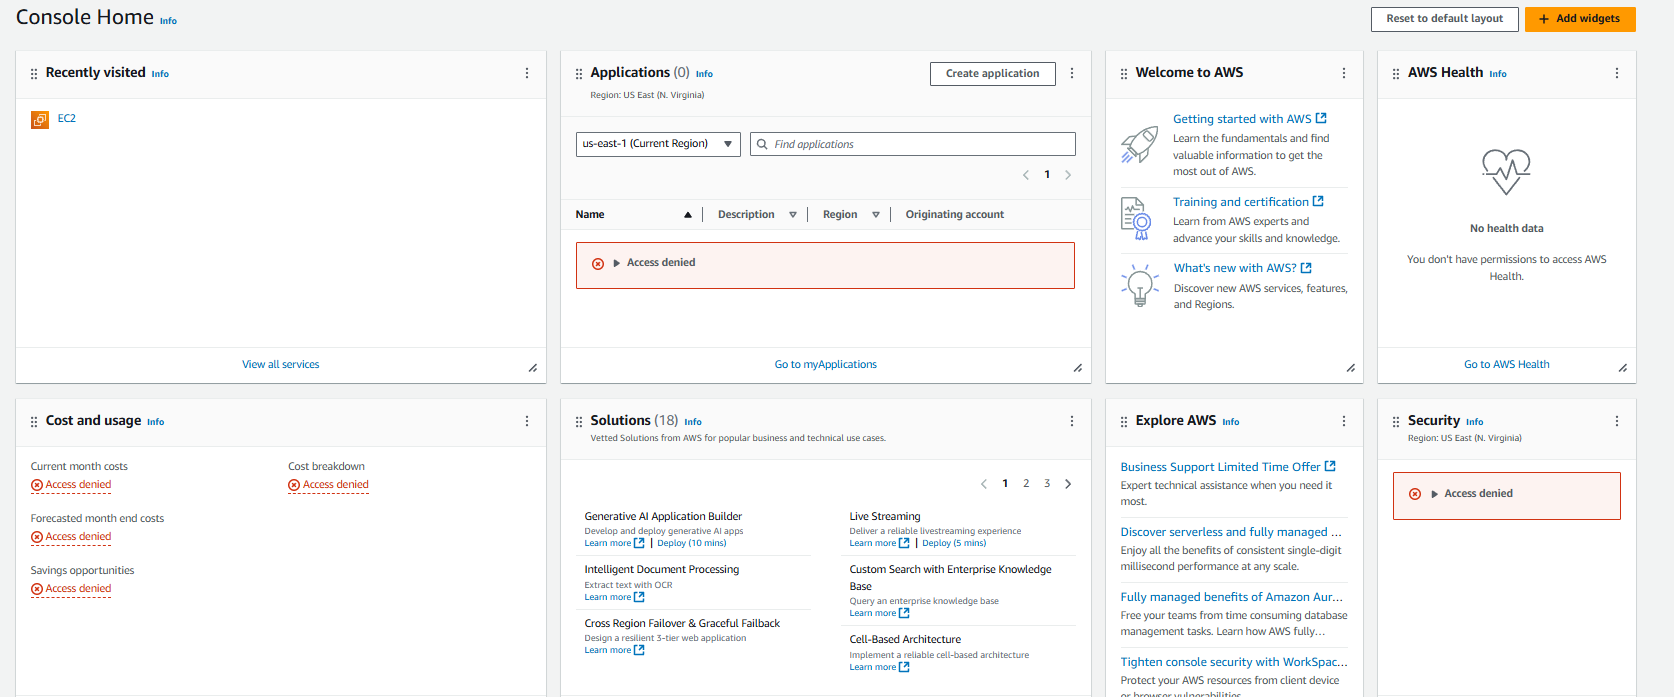 Console Home Info
Reset to default layout
+ Add widgets
Recently visited Info
EC2
View all services
Applications (0) Info
Region: US East (N. Virginia)
Create application
us-east-1 (Current Region)
Find applications
1
Name
Description
Region
Originating account
Access denied
Go to myApplications
Welcome to AWS
Getting started with AWS
Learn the fundamentals and find
valuable information to get the
most out of AWS.
Training and certification
Learn from AWS experts and
advance your skills and knowledge.
What's new with AWS?
Discover new AWS services, features,
and Regions.
AWS Health Info
No health data
You don't have permissions to access AWS
Health.
Go to AWS Health
Cost and usage Info
Current month costs
Access denied
Cost breakdown
Access denied
Forecasted month end costs
Access denied
Savings opportunities
Access denied
Solutions (18) Info
Vetted Solutions from AWS for popular business and technical use cases.
1 2 3
Generative AI Application Builder
Develop and deploy generative AI apps
Learn more | Deploy (10 mins)
Intelligent Document Processing
Extract text with OCR
Learn more
Cross Region Failover & Graceful Failback
Design a resilient 3-tier web application
Learn more
Live Streaming
Deliver a reliable livestreaming experience
Learn more | Deploy (5 mins)
Custom Search with Enterprise Knowledge
Base
Query an enterprise knowledge base
Learn more
Cell-Based Architecture
Implement a reliable cell-based architecture
Learn more
Explore AWS Info
Business Support Limited Time Offer
Expert technical assistance when you need it
most.
Discover serverless and fully managed ...
Enjoy all the benefits of consistent single-digit
millisecond performance at any scale.
Fully managed benefits of Amazon Aur...
Free your teams from time consuming database
management tasks. Learn how AWS fully...
Tighten console security with WorkSpac...
Protect your AWS resources from client device
or browser vulnerabilities.
Security Info
Region: US East (N. Virginia)
Access denied